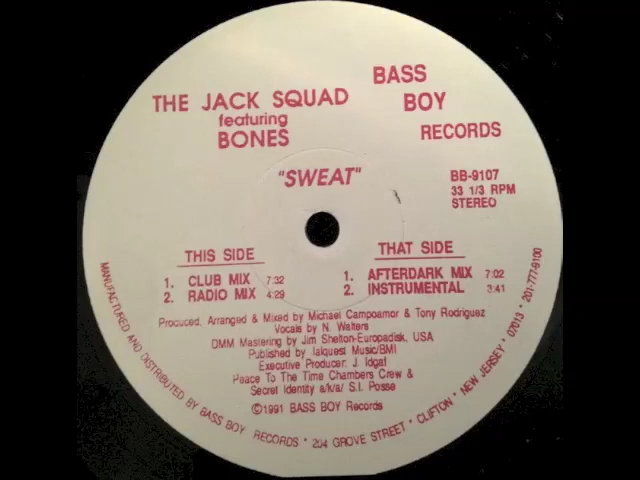 THE JACK SQUAD
featuring
BONES
BASS
BOY
RECORDS
"SWEAT"
BB-9107
33 1/3 RPM
STEREO
THIS SIDE
1. CLUB MIX 7:32
2. RADIO MIX 4:29
THAT SIDE
1. AFTERDARK MIX 7:02
2. INSTRUMENTAL 3:41
Produced, Arranged & Mixed by Michael Campoamor & Tony Rodriguez
Vocals by N. Walters
DMM Mastering by Jim Shelton-Europadisk, USA
Published by Ialquest Music/BMI
Executive Producer: J. Idgaf
Peace To The Time Chambers Crew &
Secret Identity a/k/a/ S.I. Posse
©1991 BASS BOY Records
MANUFACTURED AND DISTRIBUTED BY BASS BOY RECORDS * 204 GROVE STREET * CLIFTON * NEW JERSEY * 07013 * 201-777-9100